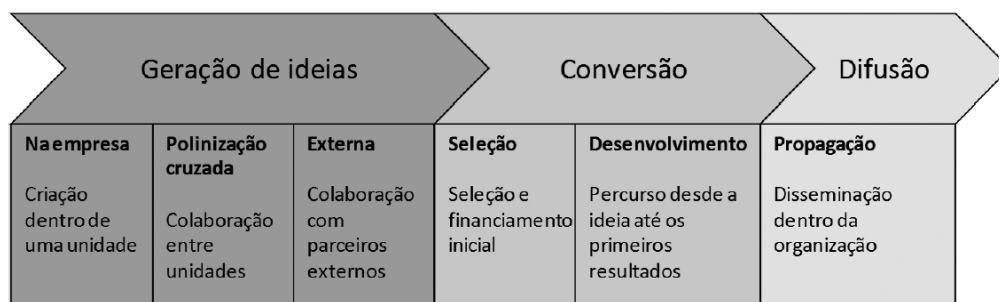 Geração de ideias
Conversão
Difusão
Na empresa
Criação
dentro de
uma unidade
Polinização
cruzada
Colaboração
entre
unidades
Externa
Colaboração
com
parceiros
externos
Seleção
Seleção e
financiamento
inicial
Desenvolvimento
Percurso desde a
ideia até os
primeiros
resultados
Propagação
Disseminação
dentro da
organização